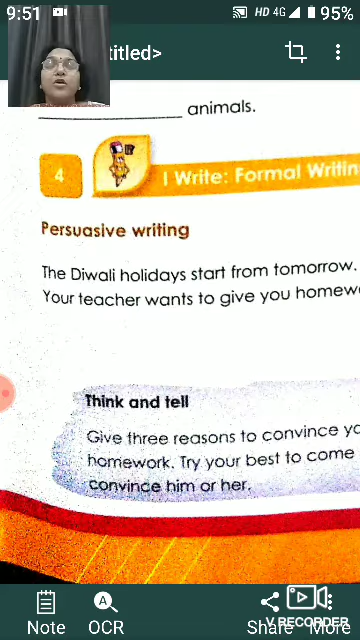 9:51 HD 4G 95%
titled>
animals.
4 I Write: Formal Writin
Persuasive writing
The Diwali holidays start from tomorrow.
Your teacher wants to give you homew
Think and tell
Give three reasons to convince yo
homework. Try your best to come
convince him or her.
Note OCR Share More
V RECORDER